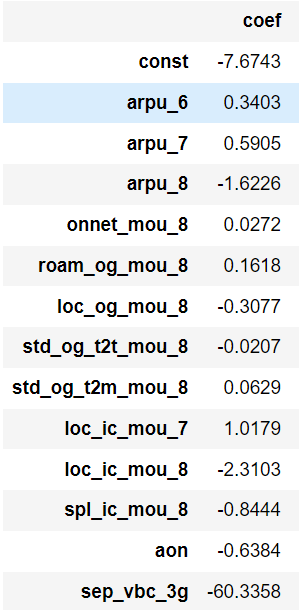 coef
const -7.6743
arpu_6 0.3403
arpu_7 0.5905
arpu_8 -1.6226
onnet_mou_8 0.0272
roam_og_mou_8 0.1618
loc_og_mou_8 -0.3077
std_og_t2t_mou_8 -0.0207
std_og_t2m_mou_8 0.0629
loc_ic_mou_7 1.0179
loc_ic_mou_8 -2.3103
spl_ic_mou_8 -0.8444
aon -0.6384
sep_vbc_3g -60.3358